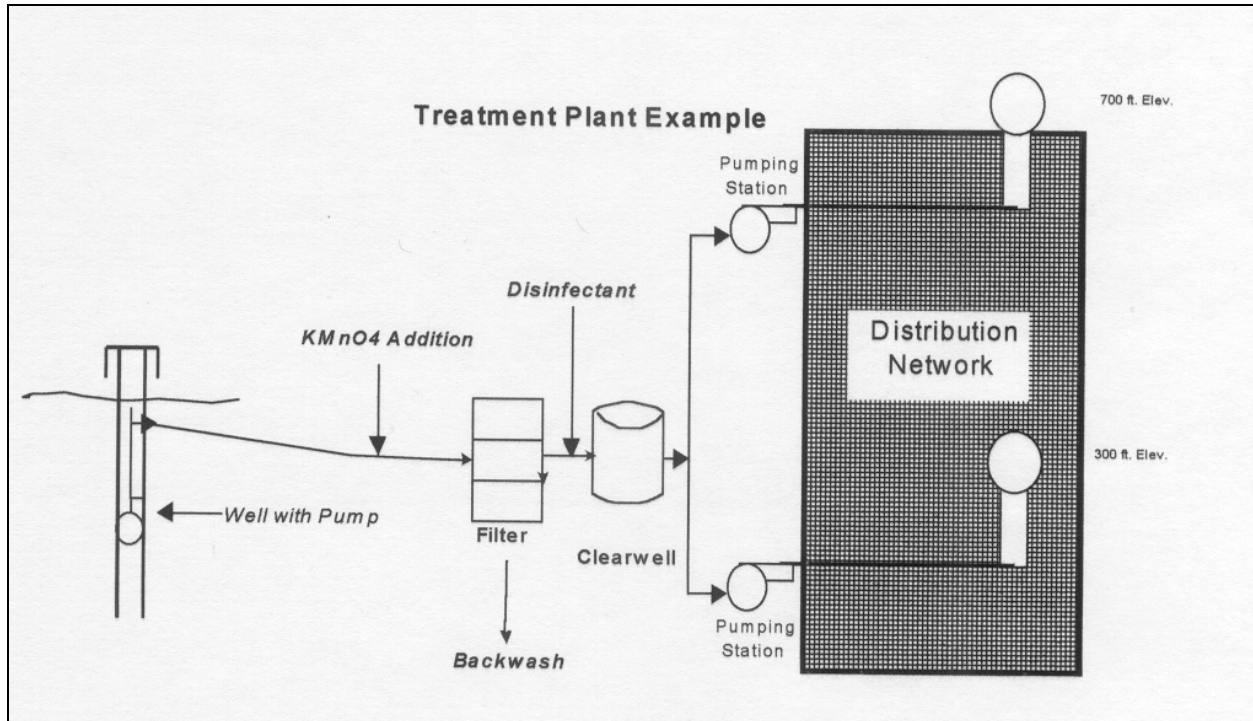 Treatment Plant Example
700 ft. Elev.
Pumping
Station
Disinfectant
KMnO4 Addition
Distribution
Network
300 ft. Elev.
Well with Pump
Filter
Clearwell
Pumping
Station
Backwash